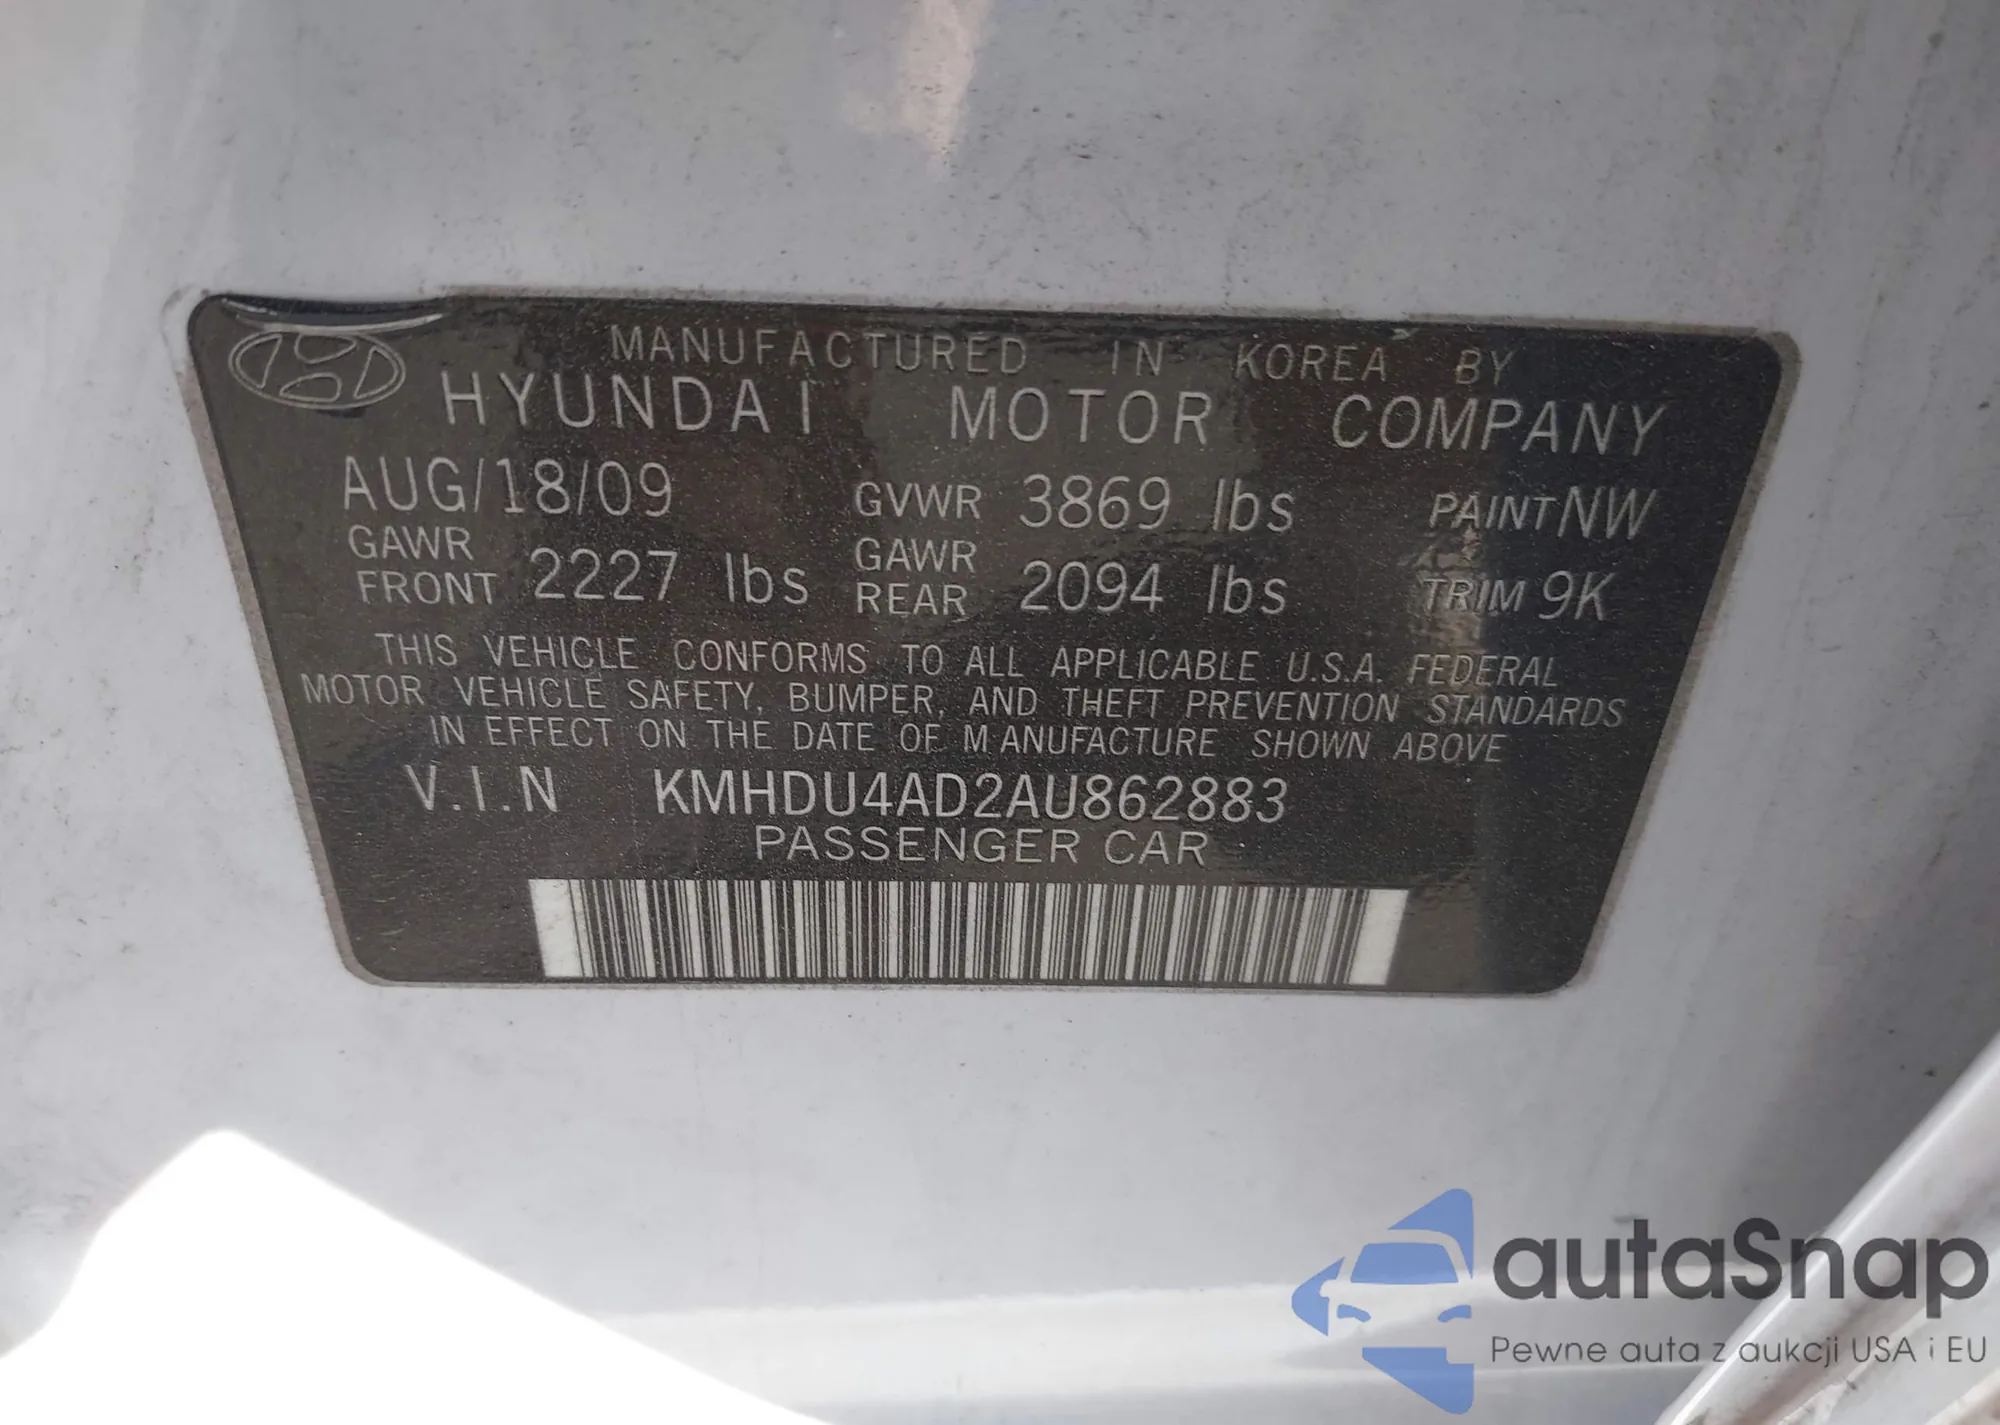 MANUFACTURED IN KOREA BY
HYUNDAI MOTOR COMPANY
AUG/18/09 GVWR 3869 lbs PAINT NW
GAWR FRONT 2227 lbs GAWR REAR 2094 lbs TRIM 9K
THIS VEHICLE CONFORMS TO ALL APPLICABLE U.S.A. FEDERAL
MOTOR VEHICLE SAFETY, BUMPER, AND THEFT PREVENTION STANDARDS
IN EFFECT ON THE DATE OF MANUFACTURE SHOWN ABOVE
V.I.N KMHDU4AD2AU862883
PASSENGER CAR
autaSnap
Pewne auta z aukcji USA i EU